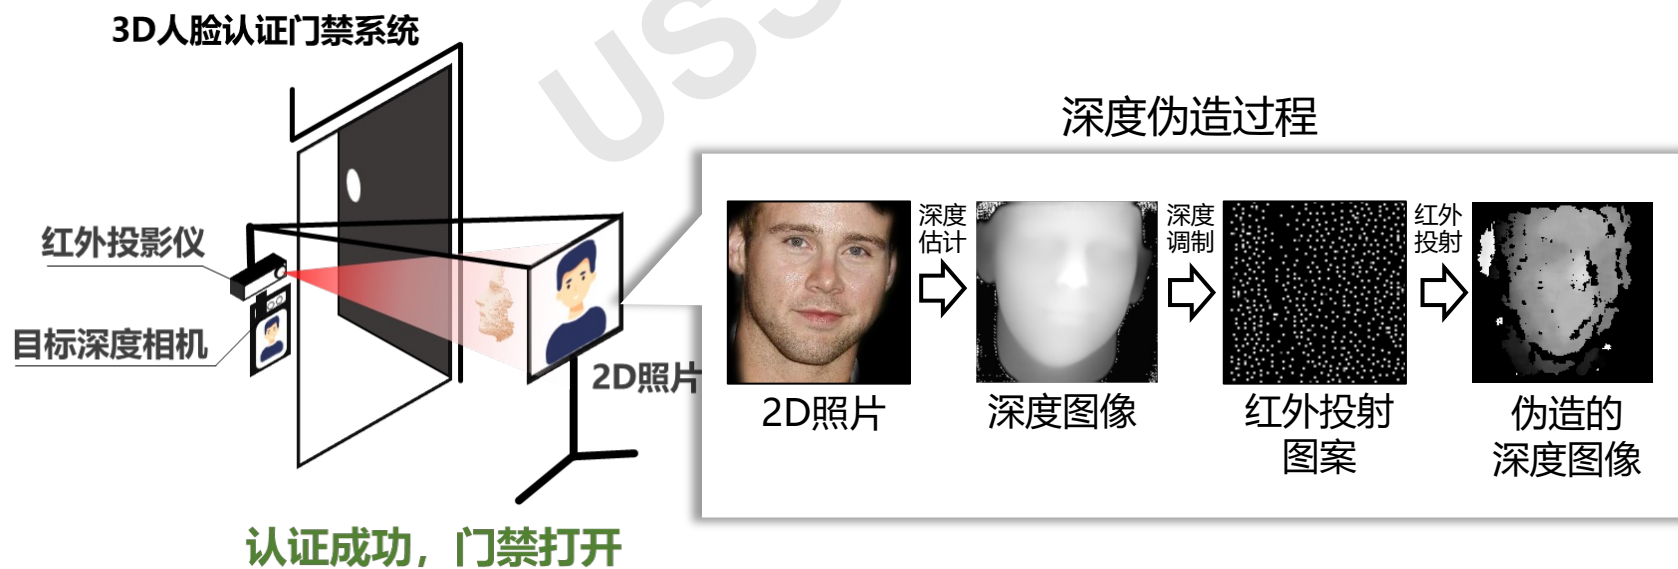 3D人脸认证门禁系统
US
深度伪造过程
红外投影仪
目标深度相机
2D照片
深度
估计
深度
调制
红外
投射
2D照片
深度图像
红外投射
图案
伪造的
深度图像
认证成功，门禁打开